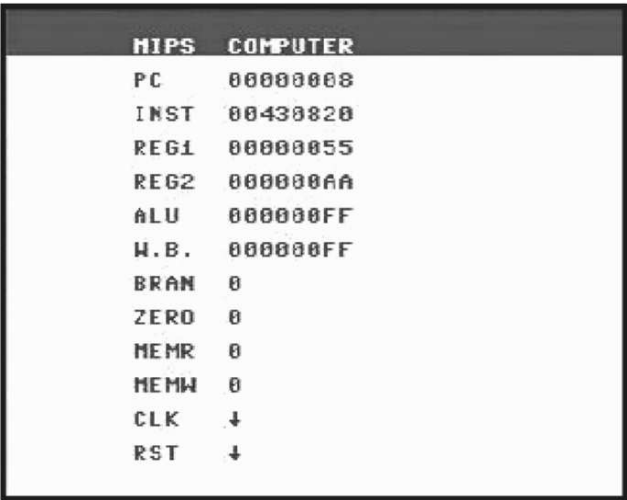 MIPS COMPUTER
PC 00000008
INST 00430820
REG1 00000055
REG2 000000AA
ALU 000000FF
W.B. 000000FF
BRAN 0
ZERO 0
MEMR 0
MEMW 0
CLK ↓
RST ↓